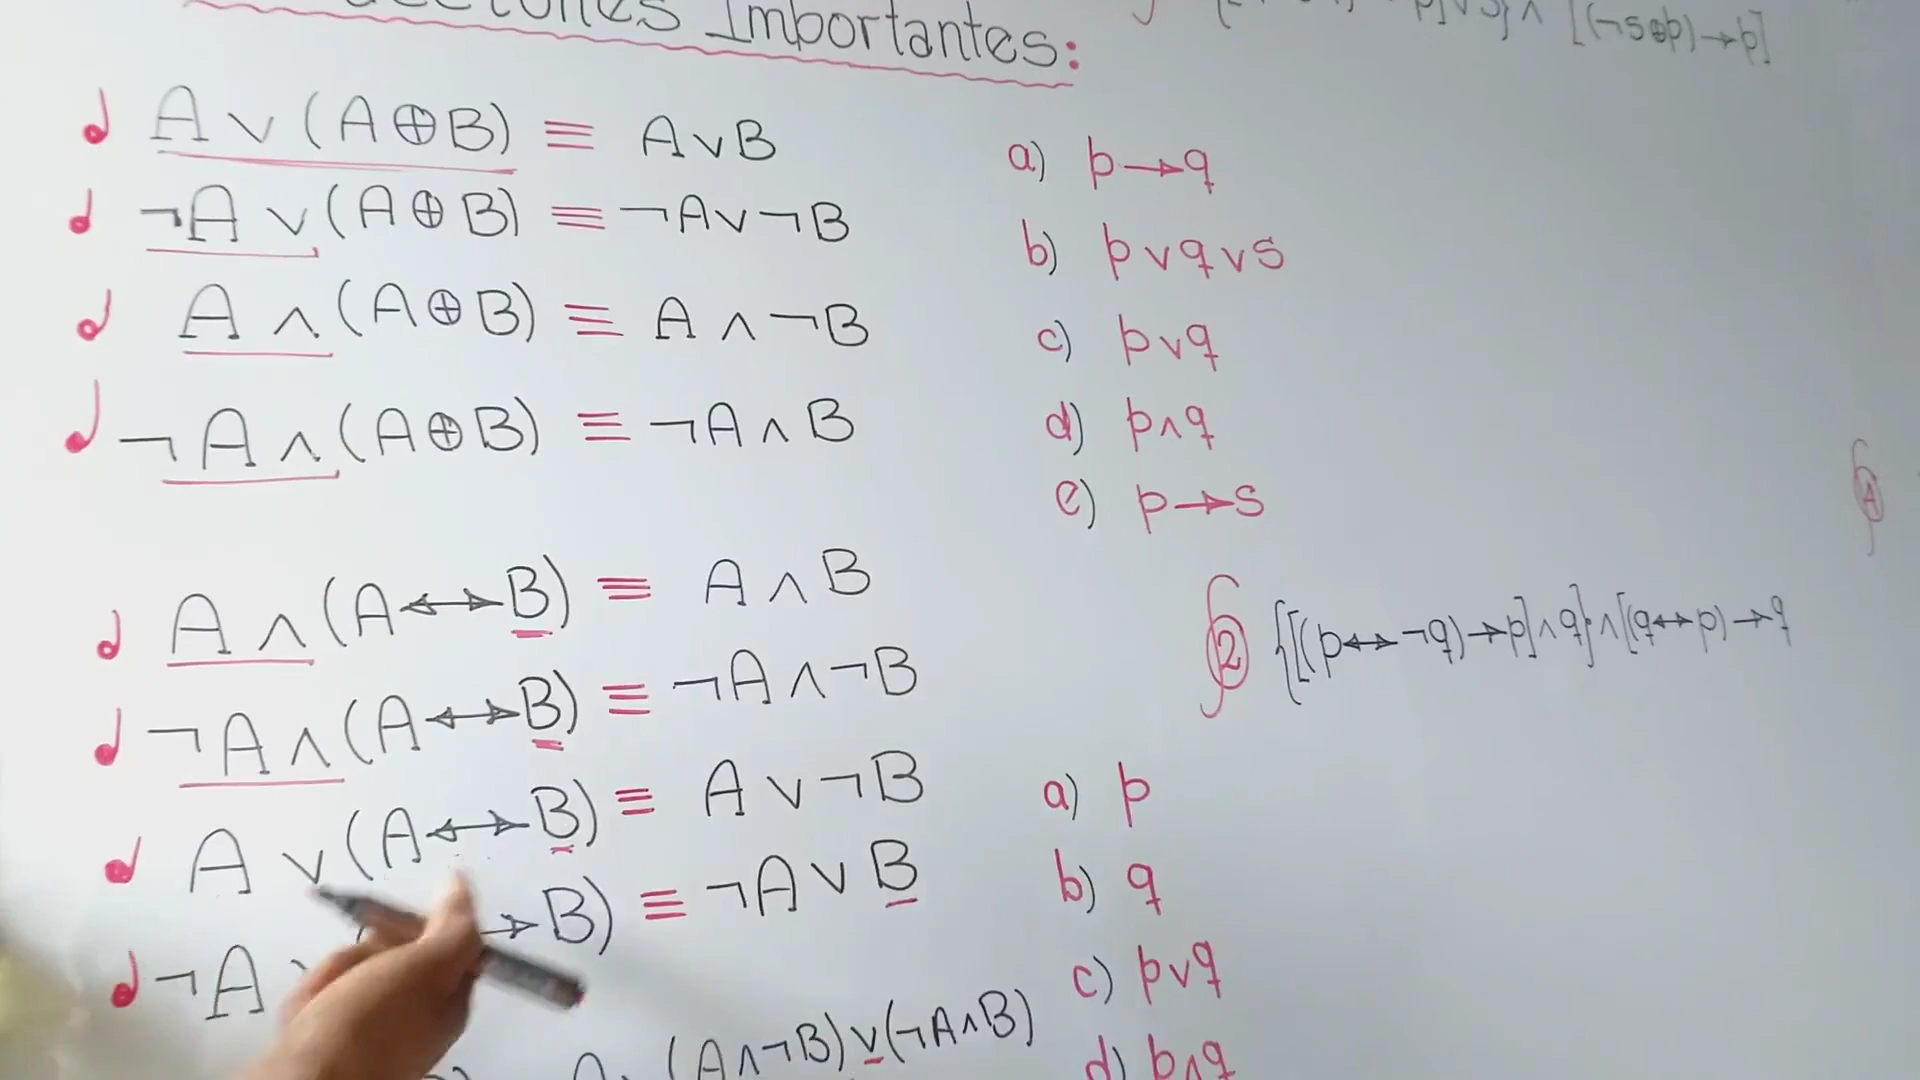 Importantes:
A ∨ (A ⊕ B) ≡ A ∨ B
¬A ∨ (A ⊕ B) ≡ ¬A ∨ ¬B
A ∧ (A ⊕ B) ≡ A ∧ ¬B
¬A ∧ (A ⊕ B) ≡ ¬A ∧ B
A ∧ (A ↔ B) ≡ A ∧ B
¬A ∧ (A ↔ B) ≡ ¬A ∧ ¬B
A ∨ (A ↔ B) ≡ A ∨ ¬B
¬A → B) ≡ ¬A ∨ B
(A ∧ ¬B) ∨ (¬A ∧ B)
[(¬s⊕p) → p]
a) p → q
b) p ∨ q ∨ s
c) p ∨ q
d) p ∧ q
e) p → s
2 {[(p ↔ ¬q) → p] ∧ q} ∧ [(q ↔ p) → q
a) p
b) q
c) p ∨ q
d) p ∧ q